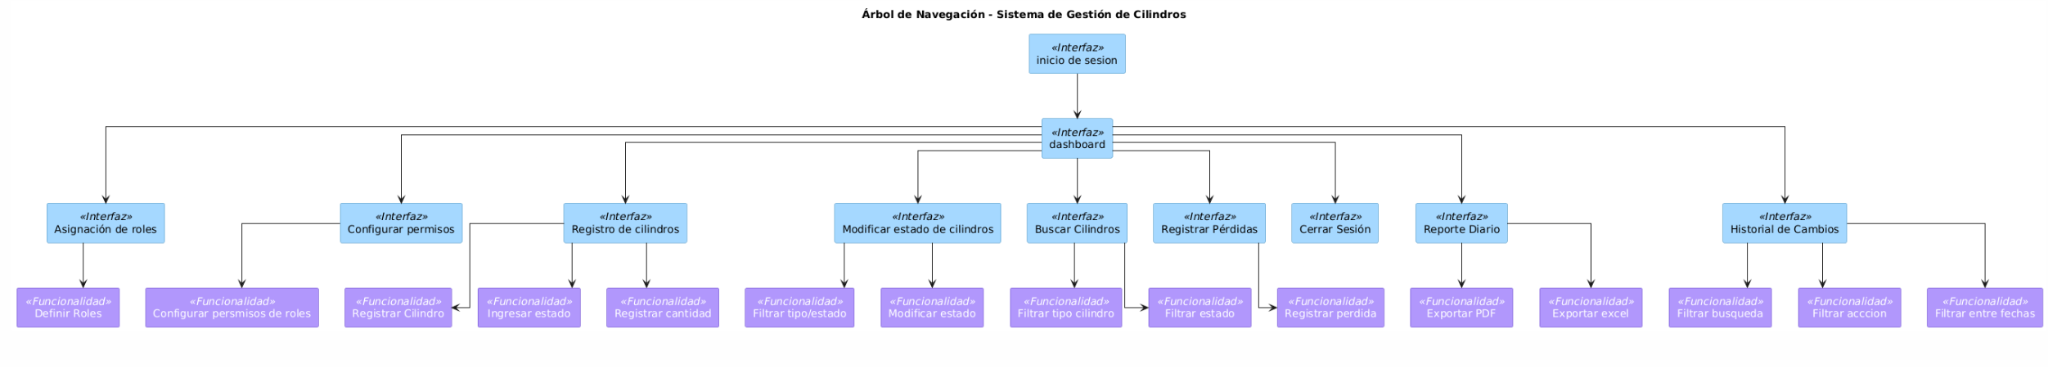 Árbol de Navegación - Sistema de Gestión de Cilindros
«Interfaz»
inicio de sesion
«Interfaz»
dashboard
«Interfaz»
Asignación de roles
«Interfaz»
Configurar permisos
«Interfaz»
Registro de cilindros
«Interfaz»
Modificar estado de cilindros
«Interfaz»
Buscar Cilindros
«Interfaz»
Registrar Pérdidas
«Interfaz»
Cerrar Sesión
«Interfaz»
Reporte Diario
«Interfaz»
Historial de Cambios
«Funcionalidad»
Definir Roles
«Funcionalidad»
Configurar persmisos de roles
«Funcionalidad»
Registrar Cilindro
«Funcionalidad»
Ingresar estado
«Funcionalidad»
Registrar cantidad
«Funcionalidad»
Filtrar tipo/estado
«Funcionalidad»
Modificar estado
«Funcionalidad»
Filtrar tipo cilindro
«Funcionalidad»
Filtrar estado
«Funcionalidad»
Registrar perdida
«Funcionalidad»
Exportar PDF
«Funcionalidad»
Exportar excel
«Funcionalidad»
Filtrar busqueda
«Funcionalidad»
Filtrar acccion
«Funcionalidad»
Filtrar entre fechas